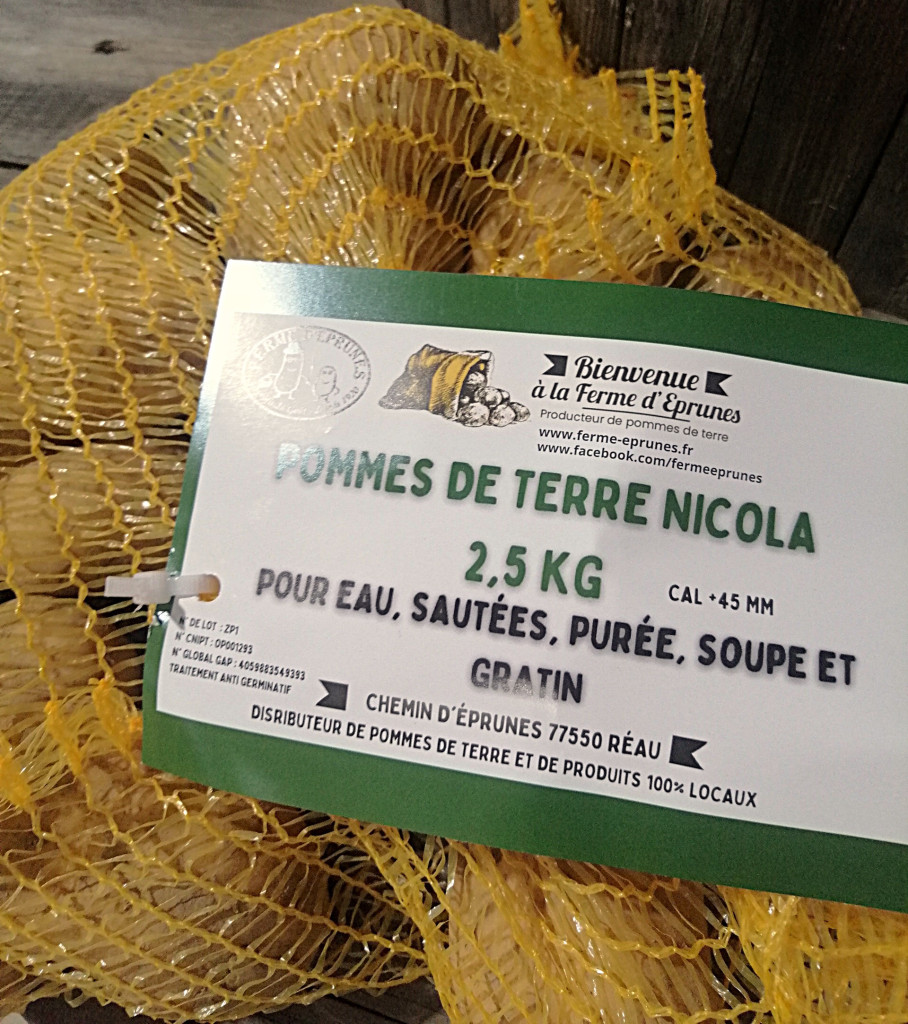 FERME D'EPRUNES
Bienvenue
à la Ferme d'Eprunes
Producteur de pommes de terre
www.ferme-eprunes.fr
www.facebook.com/fermeeprunes
POMMES DE TERRE NICOLA
2,5 KG
CAL +45 MM
POUR EAU, SAUTÉES, PURÉE, SOUPE ET
GRATIN
N° DE LOT : ZP1
N° CNIPT : OP001293
N° GLOBAL GAP : 4059883549393
TRAITEMENT ANTI GERMINATIF
CHEMIN D'ÉPRUNES 77550 RÉAU
DISRIBUTEUR DE POMMES DE TERRE ET DE PRODUITS 100% LOCAUX